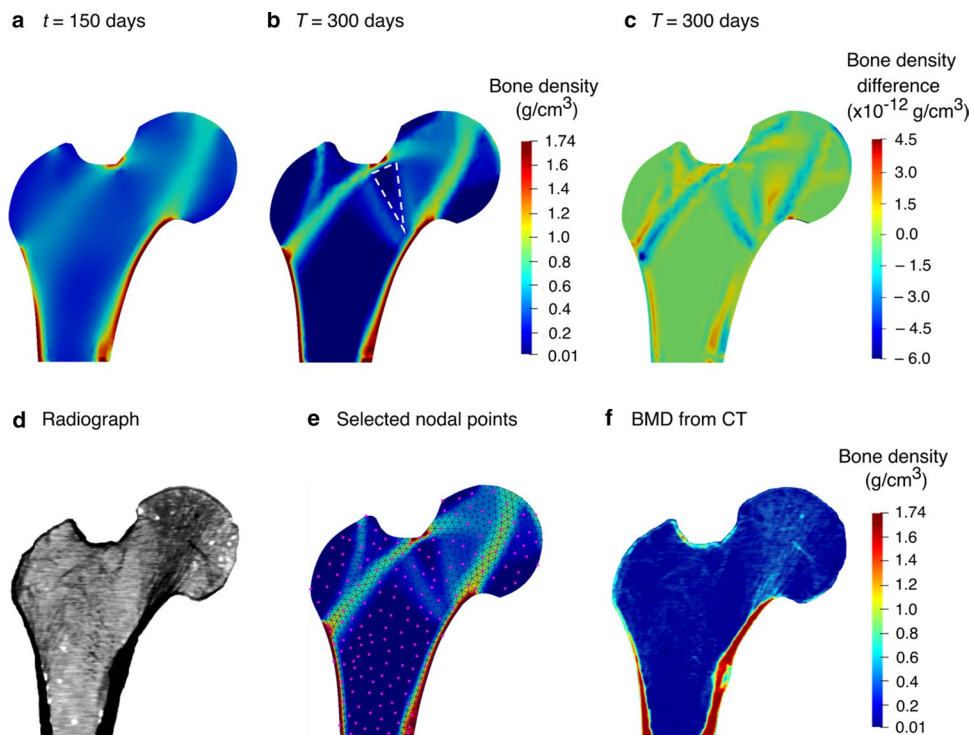 a t = 150 days
b T = 300 days
c T = 300 days
Bone density
(g/cm³)
1.74
1.6
1.4
1.2
1.0
0.8
0.6
0.4
0.2
0.01
Bone density
difference
(x10⁻¹² g/cm³)
4.5
3.0
1.5
0.0
− 1.5
− 3.0
− 4.5
− 6.0
d Radiograph
e Selected nodal points
f BMD from CT
Bone density
(g/cm³)
1.74
1.6
1.4
1.2
1.0
0.8
0.6
0.4
0.2
0.01